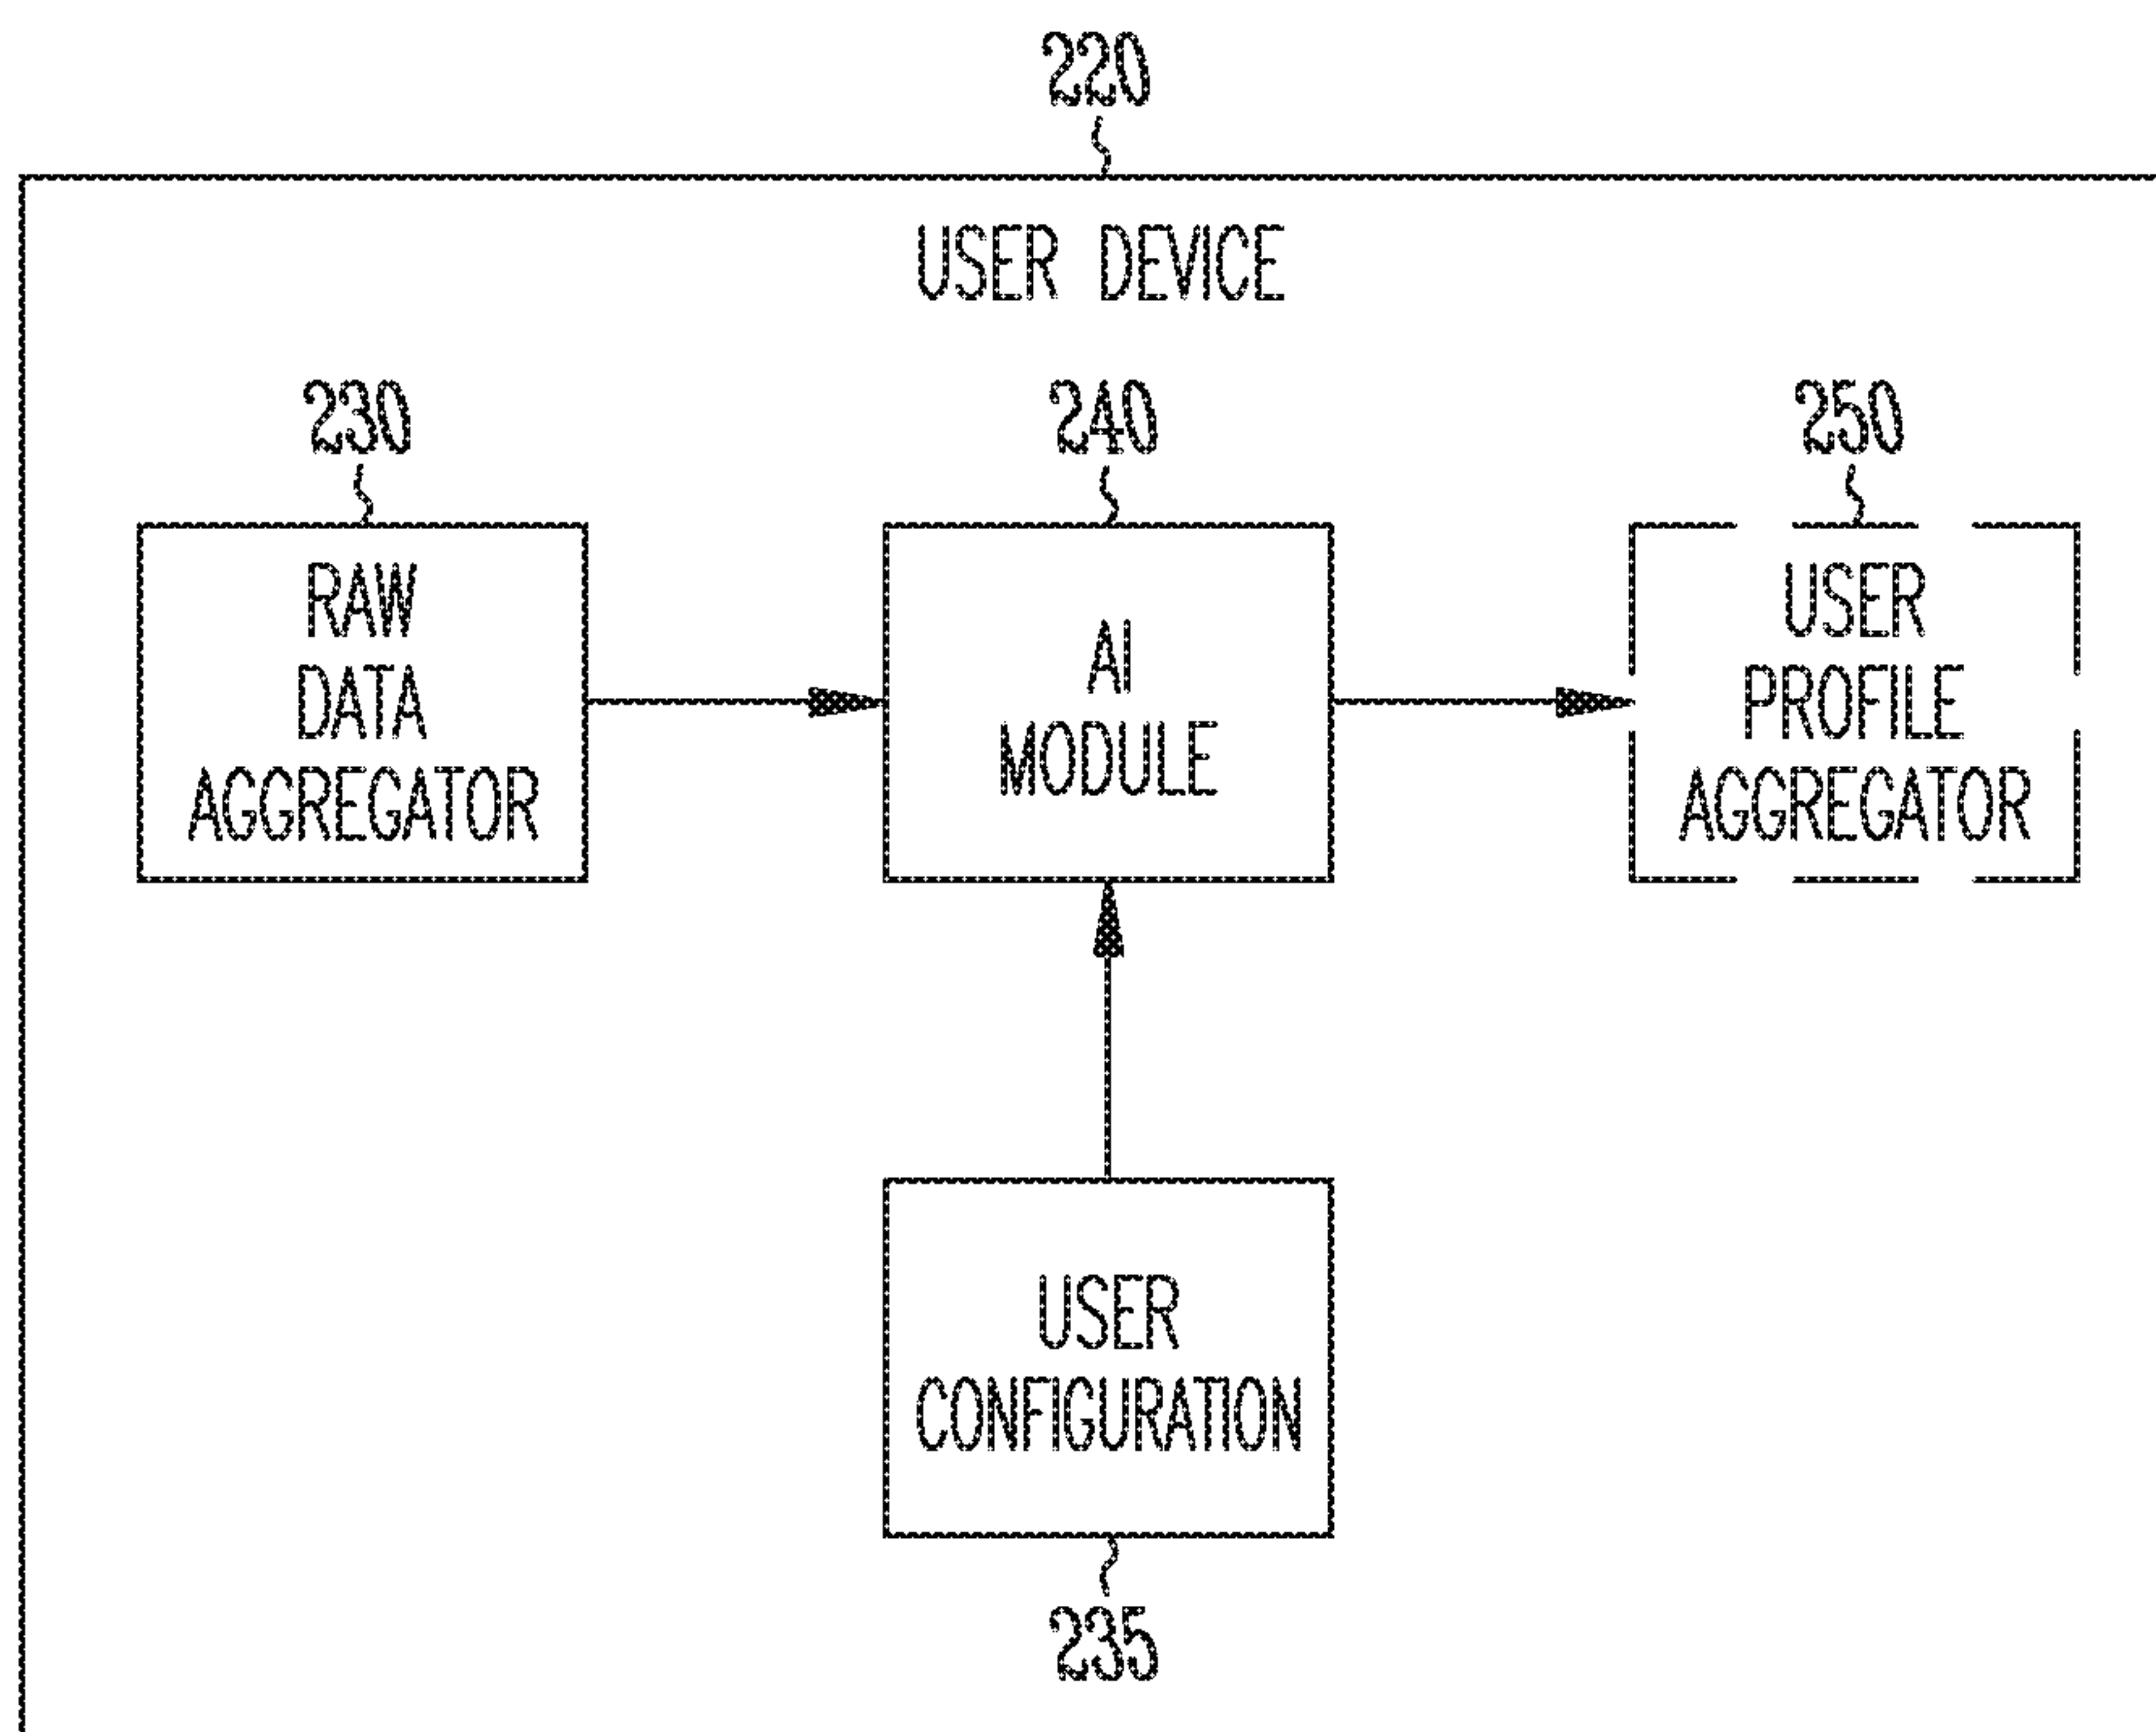 220
USER DEVICE
230
240
250
RAW
DATA
AGGREGATOR
AI
MODULE
USER
PROFILE
AGGREGATOR
USER
CONFIGURATION
235